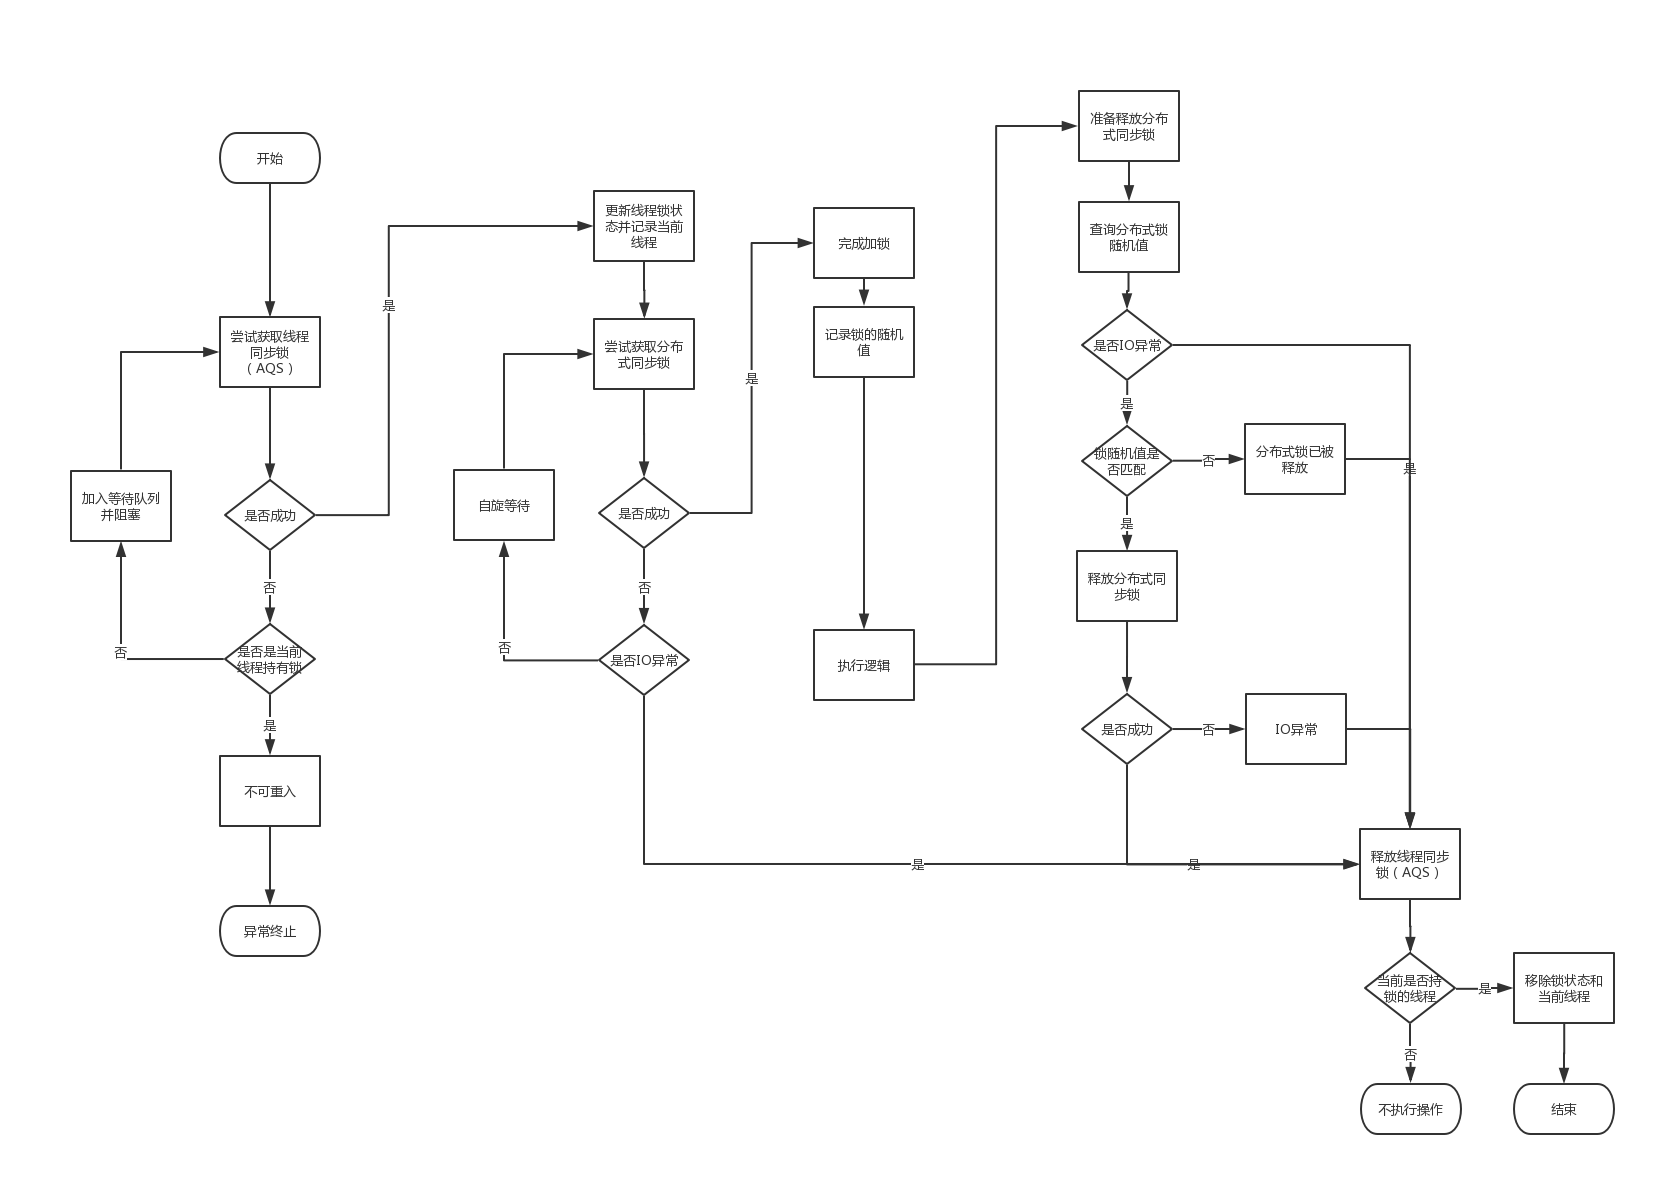 开始
尝试获取线程
同步锁
（AQS）
是否成功
是
否
加入等待队列
并阻塞
是否是当前
线程持有锁
否
是
不可重入
异常终止
更新线程锁状
态并记录当前
线程
尝试获取分布
式同步锁
是否成功
是
否
自旋等待
是否IO异常
否
是
完成加锁
记录锁的随机
值
执行逻辑
准备释放分布
式同步锁
查询分布式锁
随机值
是否IO异常
是
是
锁随机值是
否匹配
否
分布式锁已被
释放
是
释放分布式同
步锁
是否成功
否
IO异常
是
释放线程同步
锁（AQS）
当前是否持
锁的线程
是
移除锁状态和
当前线程
否
不执行操作
结束